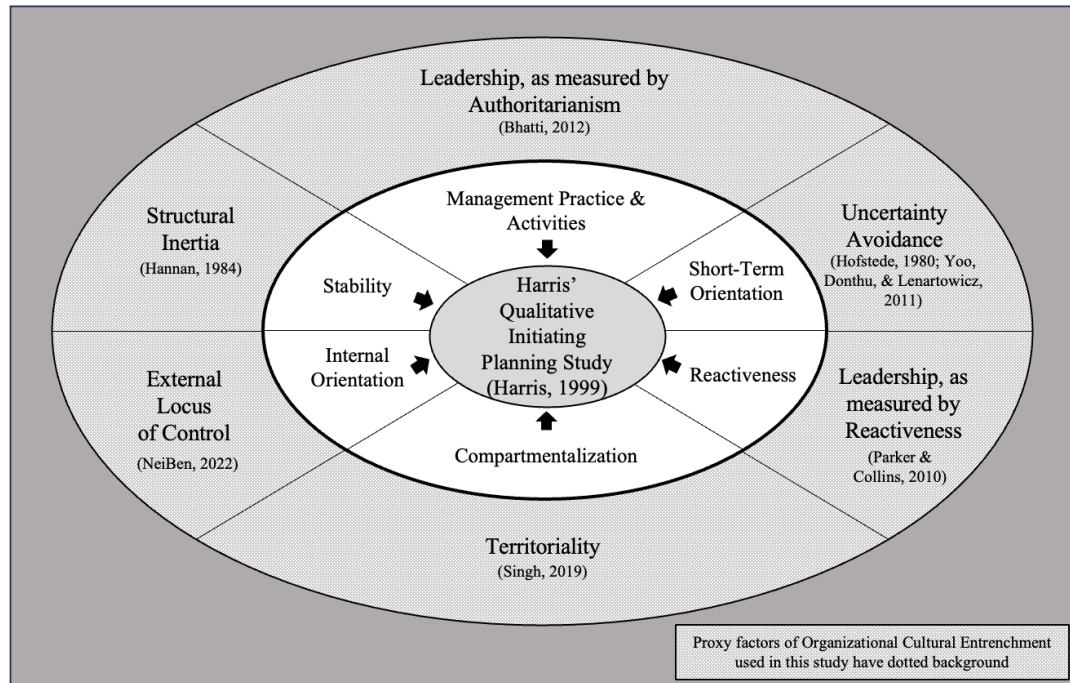 Leadership, as measured by
Authoritarianism
(Bhatti, 2012)
Structural
Inertia
(Hannan, 1984)
Management Practice &
Activities
Uncertainty
Avoidance
(Hofstede, 1980; Yoo,
Donthu, & Lenartowicz,
2011)
Stability
Short-Term
Orientation
Harris’
Qualitative
Initiating
Planning Study
(Harris, 1999)
Internal
Orientation
Reactiveness
External
Locus
of Control
(NeiBen, 2022)
Leadership, as
measured by
Reactiveness
(Parker &
Collins, 2010)
Compartmentalization
Territoriality
(Singh, 2019)
Proxy factors of Organizational Cultural Entrenchment
used in this study have dotted background